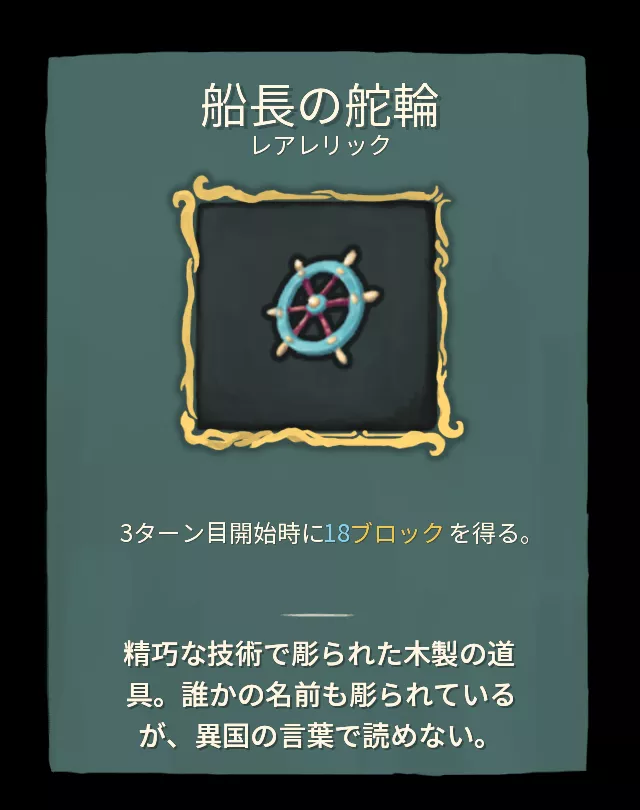 船長の舵輪
レアレリック
3ターン目開始時に18ブロックを得る。
精巧な技術で彫られた木製の道
具。誰かの名前も彫られている
が、異国の言葉で読めない。